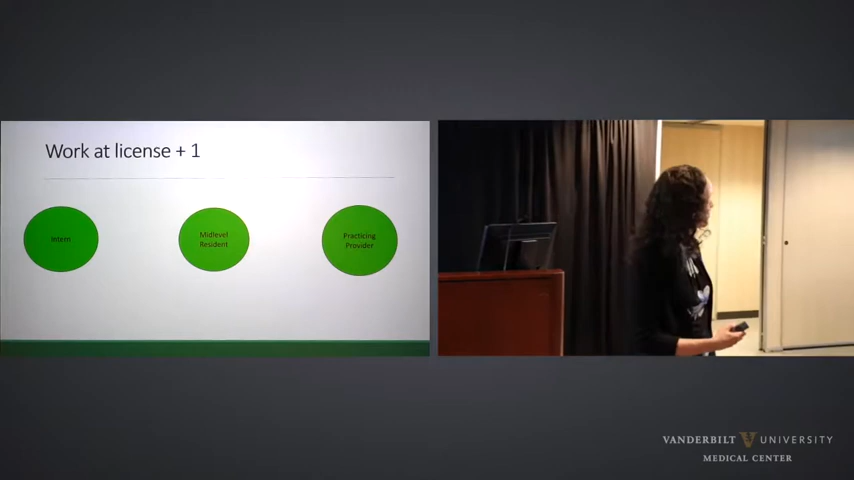 Work at license + 1
Intern
Midlevel
Resident
Practicing
Provider
VANDERBILT UNIVERSITY
MEDICAL CENTER